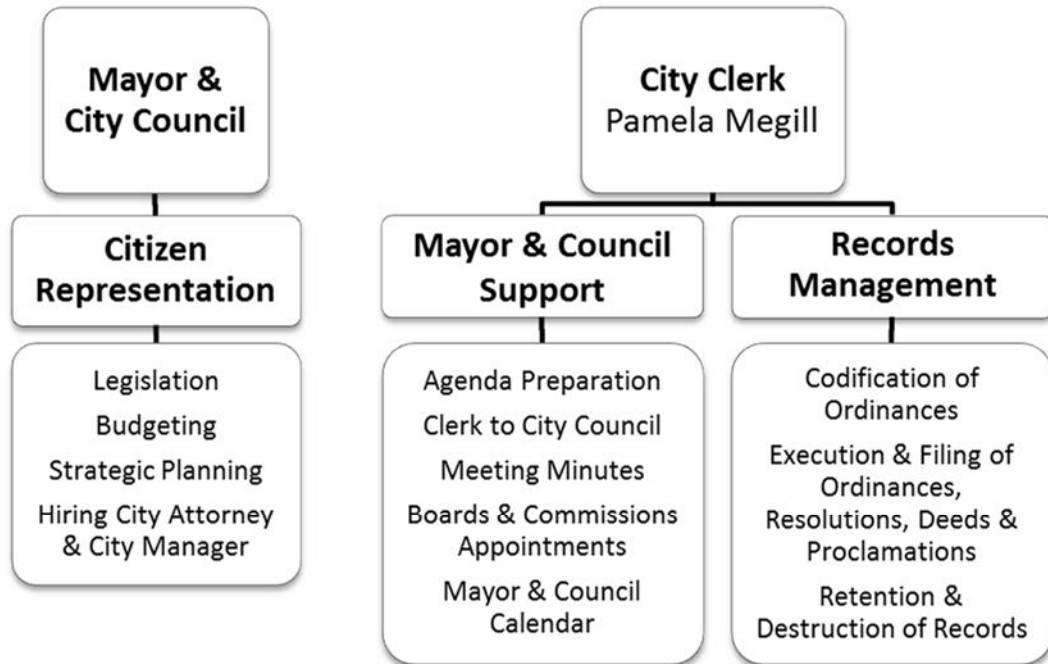 Mayor &
City Council
Citizen
Representation
Legislation
Budgeting
Strategic Planning
Hiring City Attorney
& City Manager
City Clerk
Pamela Megill
Mayor & Council
Support
Agenda Preparation
Clerk to City Council
Meeting Minutes
Boards & Commissions
Appointments
Mayor & Council
Calendar
Records
Management
Codification of
Ordinances
Execution & Filing of
Ordinances,
Resolutions, Deeds &
Proclamations
Retention &
Destruction of Records